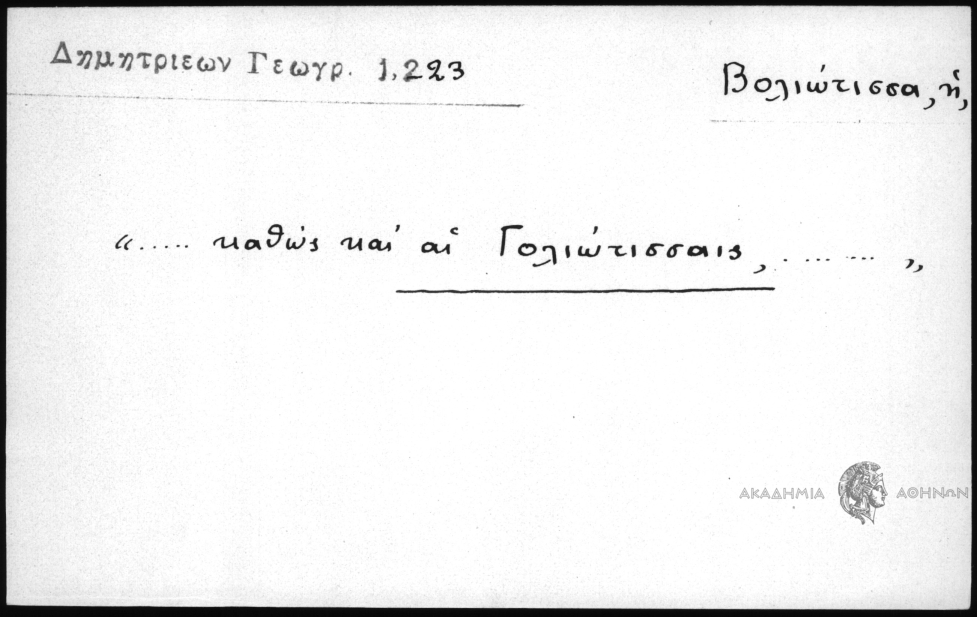 Δημητριεων Γεωγρ. 1,223
Βολιώτισσα, ἡ,
«..... καθὼς καὶ αἱ Γολιώτισσαις, ........ „
ΑΚΑΔΗΜΙΑ ΑΘΗΝΩΝ